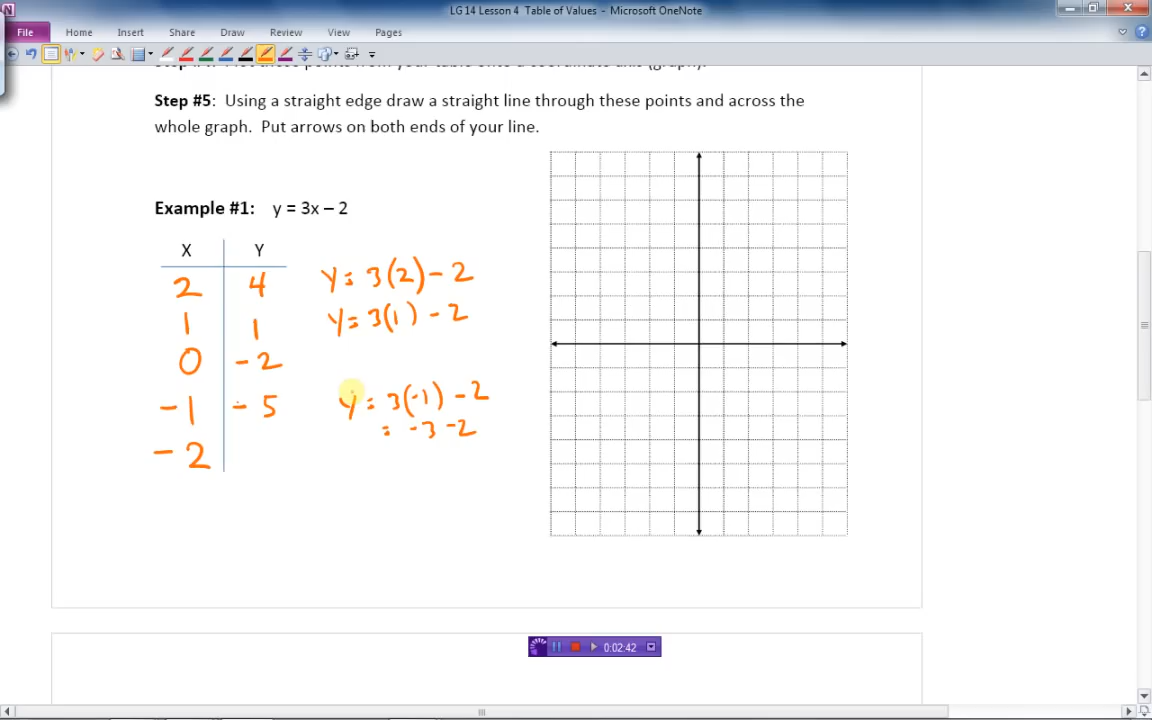 LG 14 Lesson 4 Table of Values - Microsoft OneNote
File Home Insert Share Draw Review View Pages
Step #5: Using a straight edge draw a straight line through these points and across the
whole graph. Put arrows on both ends of your line.
Example #1: y = 3x – 2
X Y
2 4 y = 3(2) - 2
1 1 y = 3(1) - 2
0 -2
-1 -5 y = 3(-1) - 2
= -3 -2
-2
0:02:42